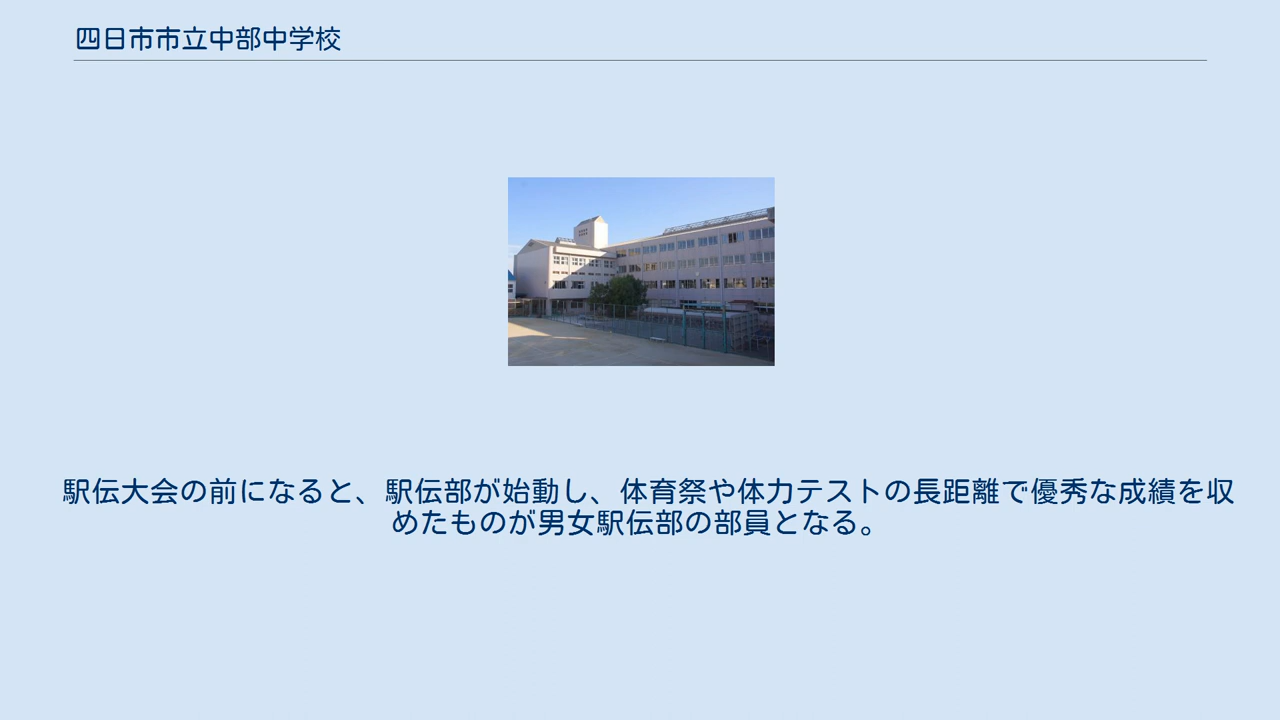 四日市市立中部中学校
駅伝大会の前になると、駅伝部が始動し、体育祭や体力テストの長距離で優秀な成績を収
めたものが男女駅伝部の部員となる。